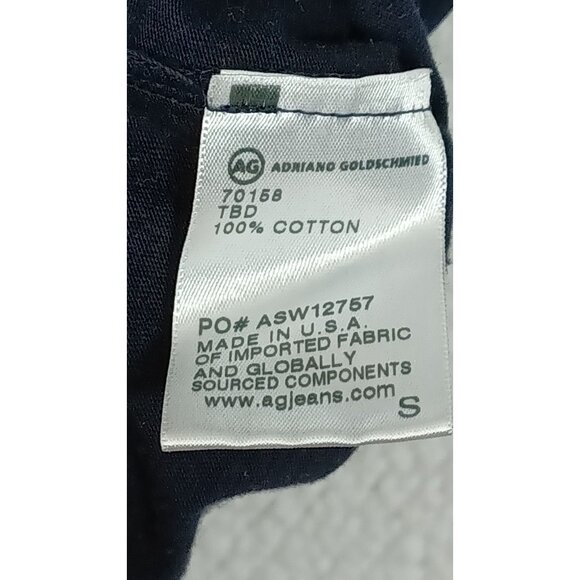 AG ADRIANO GOLDSCHMIED
70158
TBD
100% COTTON
PO# ASW12757
MADE IN U.S.A.
OF IMPORTED FABRIC
AND GLOBALLY
SOURCED COMPONENTS
www.agjeans.com
S